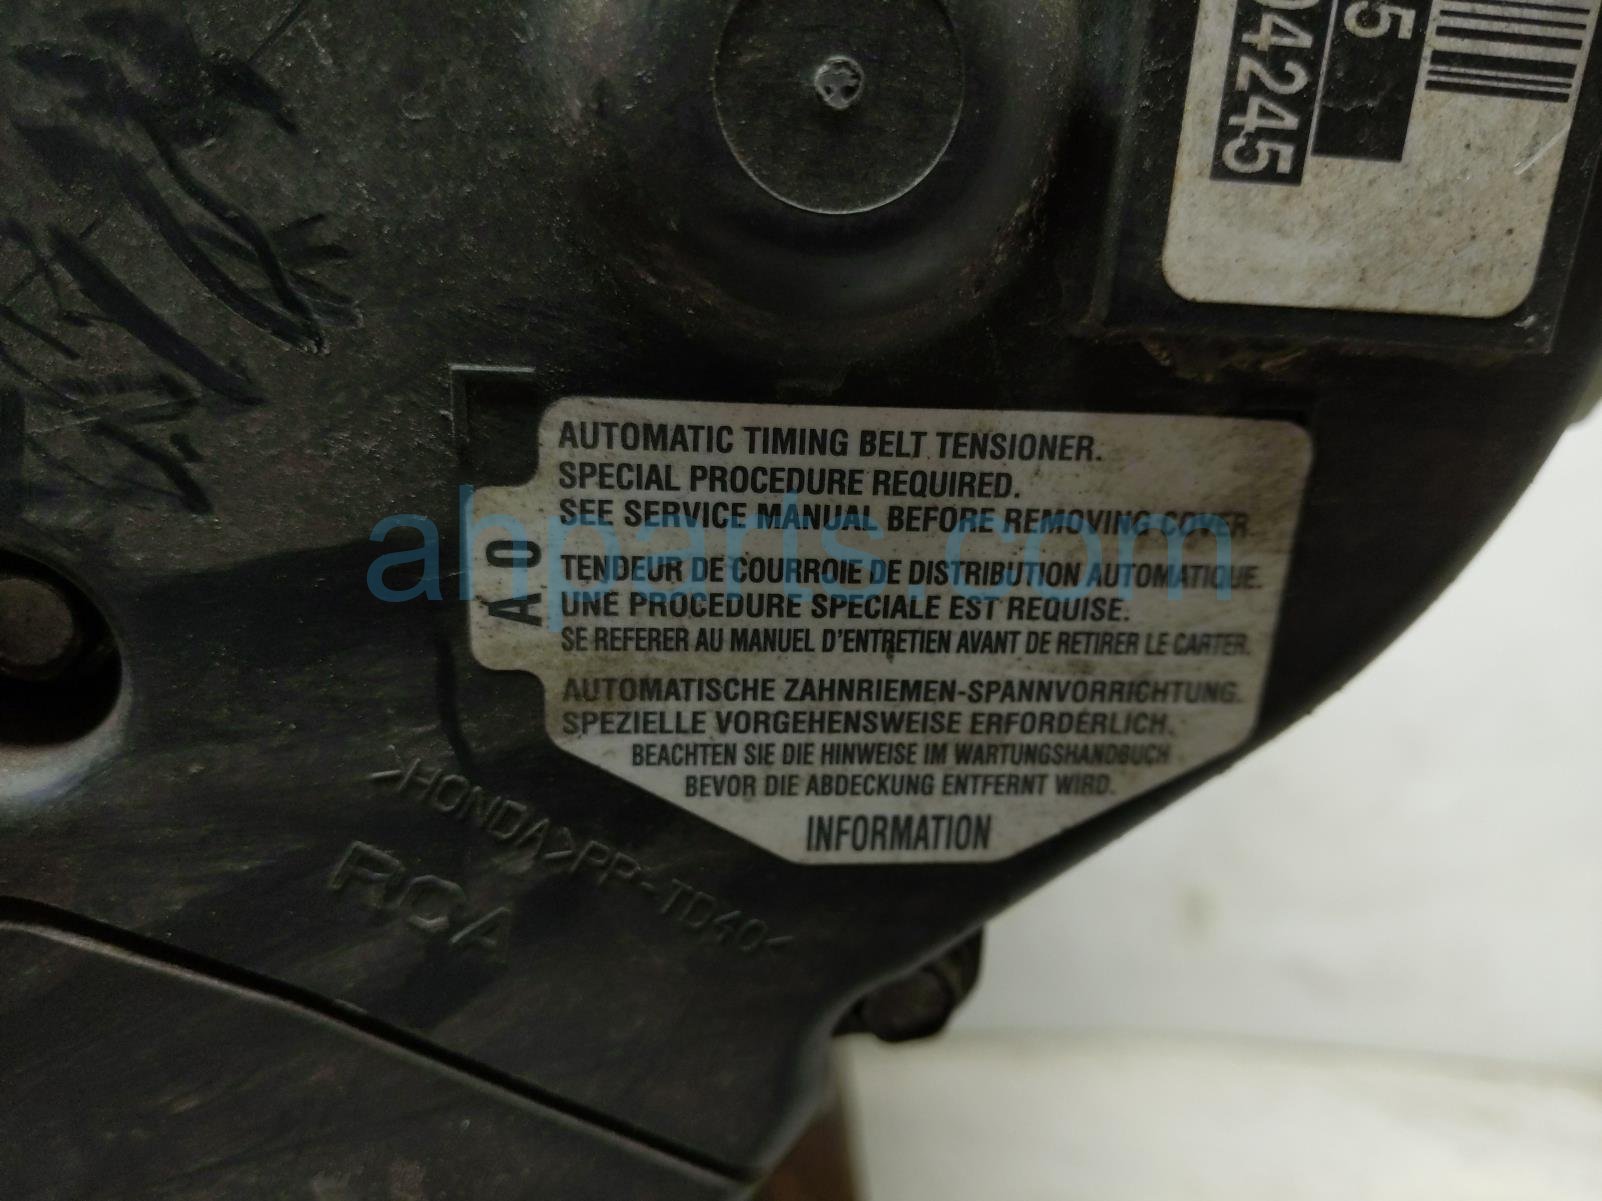 5
04245
AUTOMATIC TIMING BELT TENSIONER.
SPECIAL PROCEDURE REQUIRED.
SEE SERVICE MANUAL BEFORE REMOVING COVER.
TENDEUR DE COURROIE DE DISTRIBUTION AUTOMATIQUE.
UNE PROCEDURE SPECIALE EST REQUISE.
SE REFERER AU MANUEL D'ENTRETIEN AVANT DE RETIRER LE CARTER.
AUTOMATISCHE ZAHNRIEMEN-SPANNVORRICHTUNG.
SPEZIELLE VORGEHENSWEISE ERFORDERLICH.
BEACHTEN SIE DIE HINWEISE IM WARTUNGSHANDBUCH
BEVOR DIE ABDECKUNG ENTFERNT WIRD.
INFORMATION
A0
>HONDA>PP-TD40<
RCA
ahparts.com